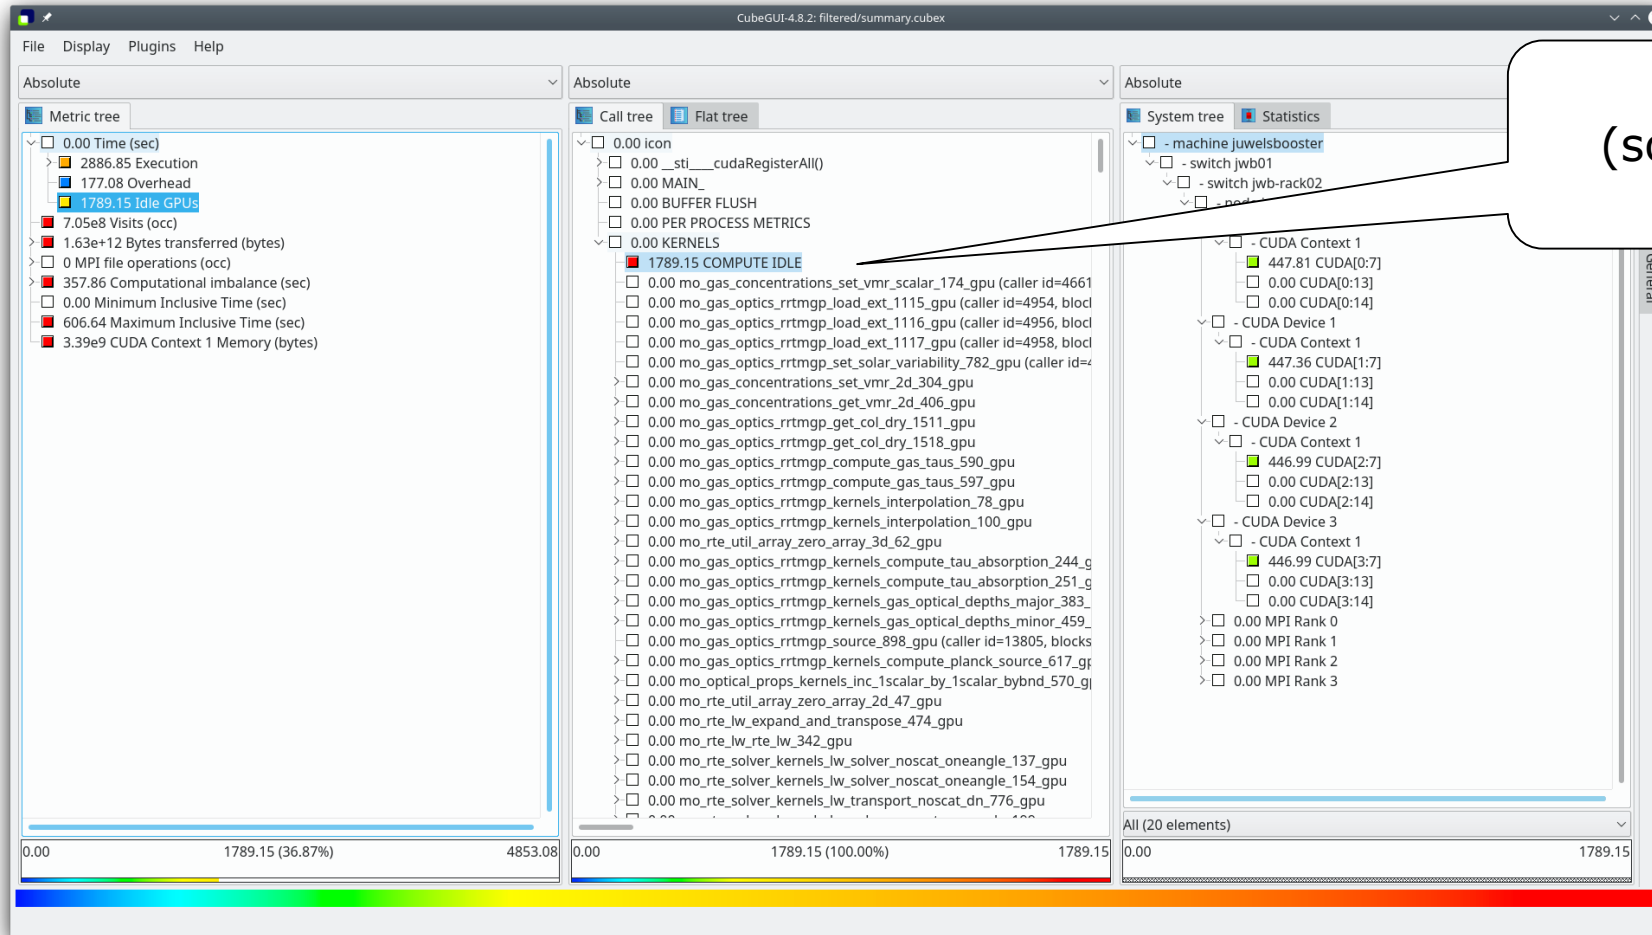 CubeGUI-4.8.2: filtered/summary.cubex
File Display Plugins Help
Absolute
Metric tree
0.00 Time (sec)
2886.85 Execution
177.08 Overhead
1789.15 Idle GPUs
7.05e8 Visits (occ)
1.63e+12 Bytes transferred (bytes)
0 MPI file operations (occ)
357.86 Computational imbalance (sec)
0.00 Minimum Inclusive Time (sec)
606.64 Maximum Inclusive Time (sec)
3.39e9 CUDA Context 1 Memory (bytes)
0.00 1789.15 (36.87%) 4853.08
Absolute
Call tree Flat tree
0.00 icon
0.00 __sti____cudaRegisterAll()
0.00 MAIN_
0.00 BUFFER FLUSH
0.00 PER PROCESS METRICS
0.00 KERNELS
1789.15 COMPUTE IDLE
0.00 mo_gas_concentrations_set_vmr_scalar_174_gpu (caller id=4661
0.00 mo_gas_optics_rrtmgp_load_ext_1115_gpu (caller id=4954, block
0.00 mo_gas_optics_rrtmgp_load_ext_1116_gpu (caller id=4956, block
0.00 mo_gas_optics_rrtmgp_load_ext_1117_gpu (caller id=4958, block
0.00 mo_gas_optics_rrtmgp_set_solar_variability_782_gpu (caller id=4
0.00 mo_gas_concentrations_set_vmr_2d_304_gpu
0.00 mo_gas_concentrations_get_vmr_2d_406_gpu
0.00 mo_gas_optics_rrtmgp_get_col_dry_1511_gpu
0.00 mo_gas_optics_rrtmgp_get_col_dry_1518_gpu
0.00 mo_gas_optics_rrtmgp_compute_gas_taus_590_gpu
0.00 mo_gas_optics_rrtmgp_compute_gas_taus_597_gpu
0.00 mo_gas_optics_rrtmgp_kernels_interpolation_78_gpu
0.00 mo_gas_optics_rrtmgp_kernels_interpolation_100_gpu
0.00 mo_rte_util_array_zero_array_3d_62_gpu
0.00 mo_gas_optics_rrtmgp_kernels_compute_tau_absorption_244_g
0.00 mo_gas_optics_rrtmgp_kernels_compute_tau_absorption_251_g
0.00 mo_gas_optics_rrtmgp_kernels_gas_optical_depths_major_383_
0.00 mo_gas_optics_rrtmgp_kernels_gas_optical_depths_minor_459_
0.00 mo_gas_optics_rrtmgp_source_898_gpu (caller id=13805, blocks
0.00 mo_gas_optics_rrtmgp_kernels_compute_planck_source_617_gp
0.00 mo_optical_props_kernels_inc_1scalar_by_1scalar_bybnd_570_g
0.00 mo_rte_util_array_zero_array_2d_47_gpu
0.00 mo_rte_lw_expand_and_transpose_474_gpu
0.00 mo_rte_lw_rte_lw_342_gpu
0.00 mo_rte_solver_kernels_lw_solver_noscat_oneangle_137_gpu
0.00 mo_rte_solver_kernels_lw_solver_noscat_oneangle_154_gpu
0.00 mo_rte_solver_kernels_lw_transport_noscat_dn_776_gpu
0.00 1789.15 (100.00%) 1789.15
Absolute
System tree Statistics
- machine juwelsbooster
- switch jwb01
- switch jwb-rack02
- CUDA Context 1
447.81 CUDA[0:7]
0.00 CUDA[0:13]
0.00 CUDA[0:14]
- CUDA Device 1
- CUDA Context 1
447.36 CUDA[1:7]
0.00 CUDA[1:13]
0.00 CUDA[1:14]
- CUDA Device 2
- CUDA Context 1
446.99 CUDA[2:7]
0.00 CUDA[2:13]
0.00 CUDA[2:14]
- CUDA Device 3
- CUDA Context 1
446.99 CUDA[3:7]
0.00 CUDA[3:13]
0.00 CUDA[3:14]
0.00 MPI Rank 0
0.00 MPI Rank 1
0.00 MPI Rank 2
0.00 MPI Rank 3
All (20 elements)
0.00 1789.15
General